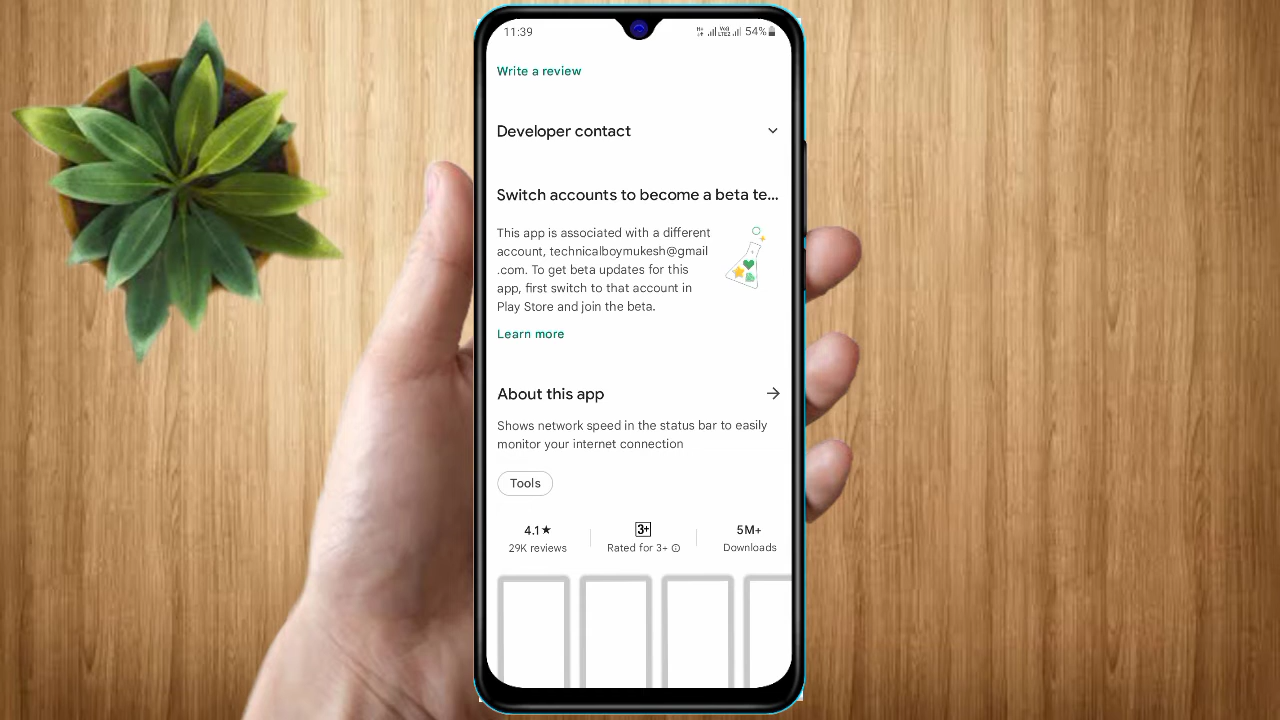 11:39
54%
Write a review
Developer contact
Switch accounts to become a beta te...
This app is associated with a different
account, technicalboymukesh@gmail
.com. To get beta updates for this
app, first switch to that account in
Play Store and join the beta.
Learn more
About this app
Shows network speed in the status bar to easily
monitor your internet connection
Tools
4.1★
29K reviews
3+
Rated for 3+
5M+
Downloads